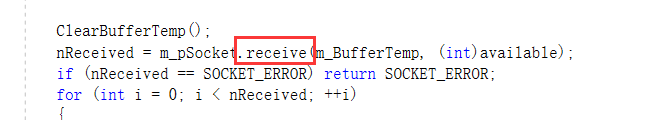 ClearBufferTemp();
nReceived = m_pSocket.receive(m_BufferTemp, (int)available);
if (nReceived == SOCKET_ERROR) return SOCKET_ERROR;
for (int i = 0; i < nReceived; ++i)
{